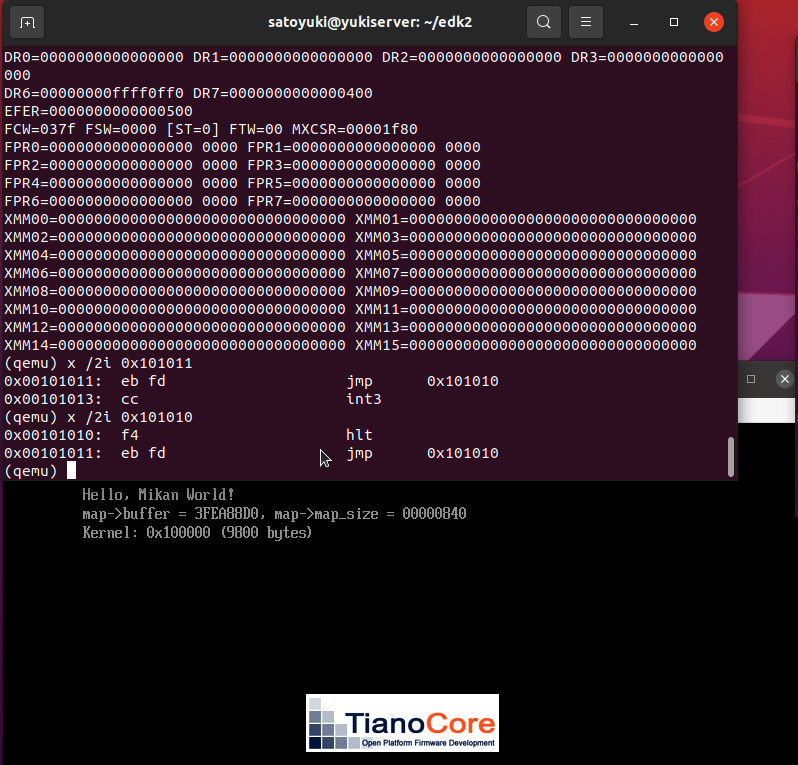 satoyuki@yukiserver: ~/edk2
DR0=0000000000000000 DR1=0000000000000000 DR2=0000000000000000 DR3=0000000000000
000
DR6=00000000ffff0ff0 DR7=0000000000000400
EFER=0000000000000500
FCW=037f FSW=0000 [ST=0] FTW=00 MXCSR=00001f80
FPR0=0000000000000000 0000 FPR1=0000000000000000 0000
FPR2=0000000000000000 0000 FPR3=0000000000000000 0000
FPR4=0000000000000000 0000 FPR5=0000000000000000 0000
FPR6=0000000000000000 0000 FPR7=0000000000000000 0000
XMM00=00000000000000000000000000000000 XMM01=00000000000000000000000000000000
XMM02=00000000000000000000000000000000 XMM03=00000000000000000000000000000000
XMM04=00000000000000000000000000000000 XMM05=00000000000000000000000000000000
XMM06=00000000000000000000000000000000 XMM07=00000000000000000000000000000000
XMM08=00000000000000000000000000000000 XMM09=00000000000000000000000000000000
XMM10=00000000000000000000000000000000 XMM11=00000000000000000000000000000000
XMM12=00000000000000000000000000000000 XMM13=00000000000000000000000000000000
XMM14=00000000000000000000000000000000 XMM15=00000000000000000000000000000000
(qemu) x /2i 0x101011
0x00101011: eb fd jmp 0x101010
0x00101013: cc int3
(qemu) x /2i 0x101010
0x00101010: f4 hlt
0x00101011: eb fd jmp 0x101010
(qemu)
Hello, Mikan World!
map->buffer = 3FEA88D0, map->map_size = 00000840
Kernel: 0x100000 (9800 bytes)
TianoCore
Open Platform Firmware Development